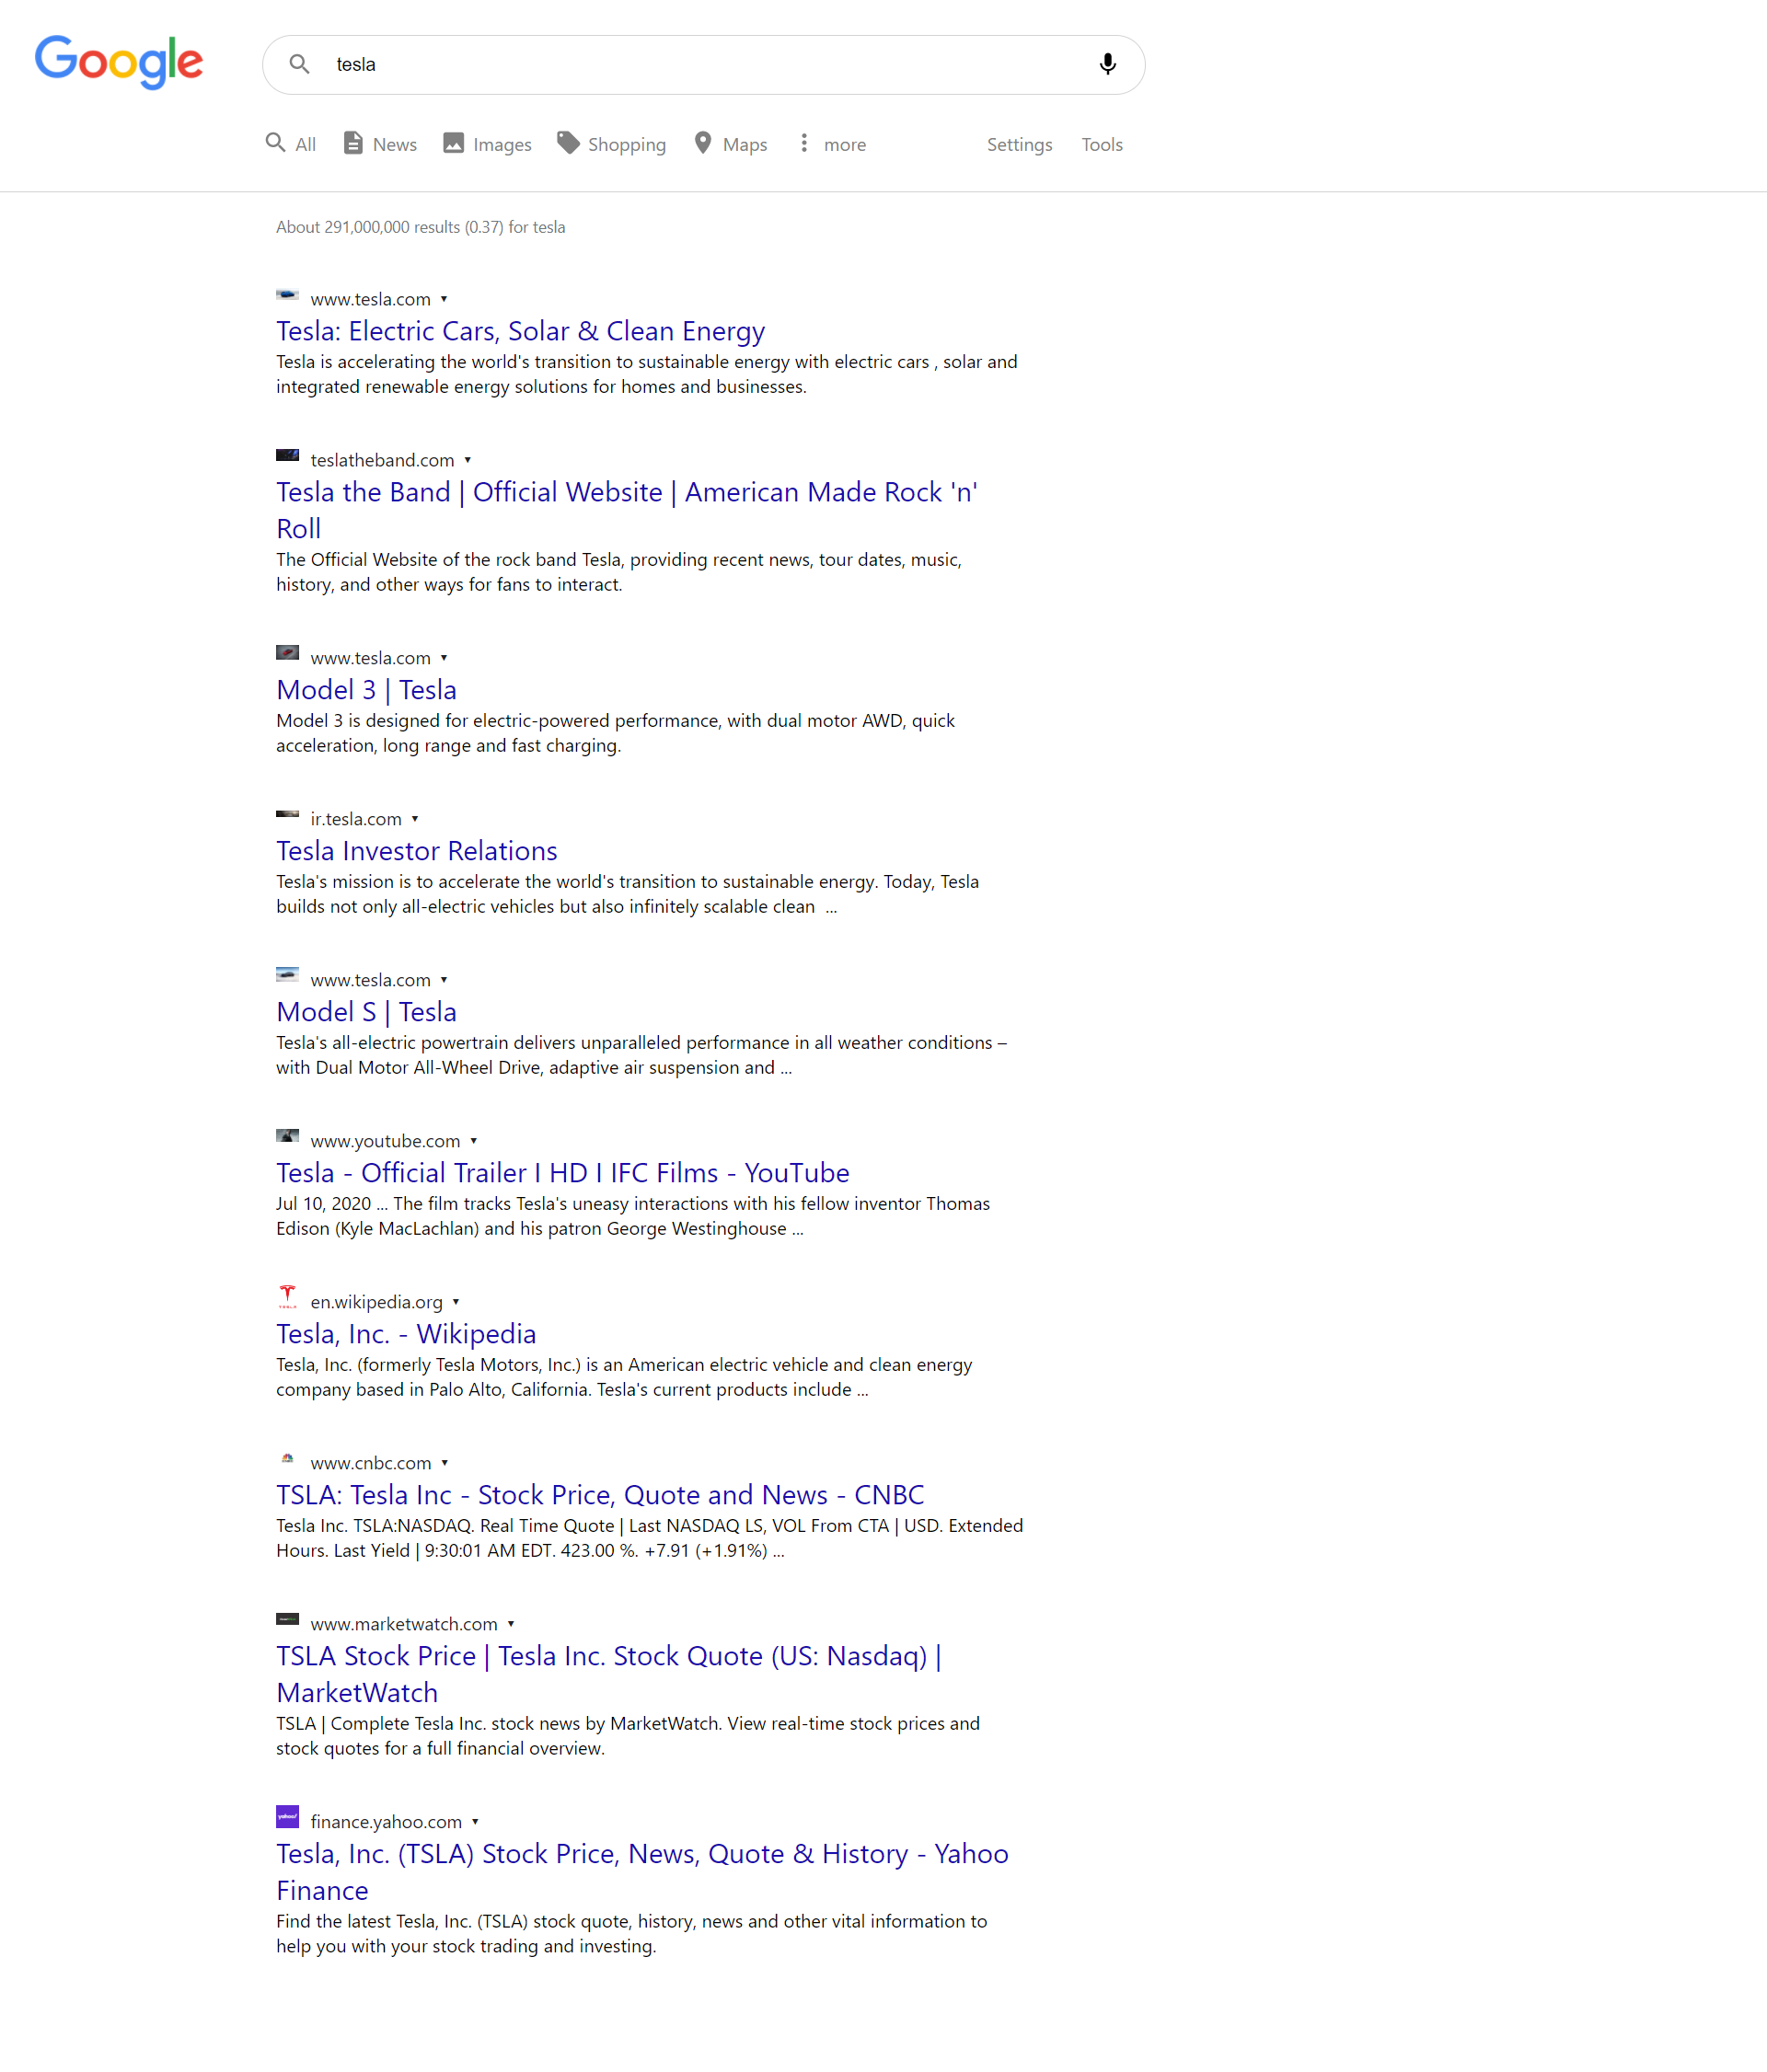 Google
tesla
All News Images Shopping Maps more Settings Tools
About 291,000,000 results (0.37) for tesla
www.tesla.com ▼
Tesla: Electric Cars, Solar & Clean Energy
Tesla is accelerating the world's transition to sustainable energy with electric cars , solar and
integrated renewable energy solutions for homes and businesses.
teslatheband.com ▼
Tesla the Band | Official Website | American Made Rock 'n'
Roll
The Official Website of the rock band Tesla, providing recent news, tour dates, music,
history, and other ways for fans to interact.
www.tesla.com ▼
Model 3 | Tesla
Model 3 is designed for electric-powered performance, with dual motor AWD, quick
acceleration, long range and fast charging.
ir.tesla.com ▼
Tesla Investor Relations
Tesla's mission is to accelerate the world's transition to sustainable energy. Today, Tesla
builds not only all-electric vehicles but also infinitely scalable clean ...
www.tesla.com ▼
Model S | Tesla
Tesla's all-electric powertrain delivers unparalleled performance in all weather conditions –
with Dual Motor All-Wheel Drive, adaptive air suspension and ...
www.youtube.com ▼
Tesla - Official Trailer I HD I IFC Films - YouTube
Jul 10, 2020 ... The film tracks Tesla's uneasy interactions with his fellow inventor Thomas
Edison (Kyle MacLachlan) and his patron George Westinghouse ...
TESLA
en.wikipedia.org ▼
Tesla, Inc. - Wikipedia
Tesla, Inc. (formerly Tesla Motors, Inc.) is an American electric vehicle and clean energy
company based in Palo Alto, California. Tesla's current products include ...
www.cnbc.com ▼
TSLA: Tesla Inc - Stock Price, Quote and News - CNBC
Tesla Inc. TSLA:NASDAQ. Real Time Quote | Last NASDAQ LS, VOL From CTA | USD. Extended
Hours. Last Yield | 9:30:01 AM EDT. 423.00 %. +7.91 (+1.91%) ...
www.marketwatch.com ▼
TSLA Stock Price | Tesla Inc. Stock Quote (US: Nasdaq) |
MarketWatch
TSLA | Complete Tesla Inc. stock news by MarketWatch. View real-time stock prices and
stock quotes for a full financial overview.
yahoo!
finance.yahoo.com ▼
Tesla, Inc. (TSLA) Stock Price, News, Quote & History - Yahoo
Finance
Find the latest Tesla, Inc. (TSLA) stock quote, history, news and other vital information to
help you with your stock trading and investing.